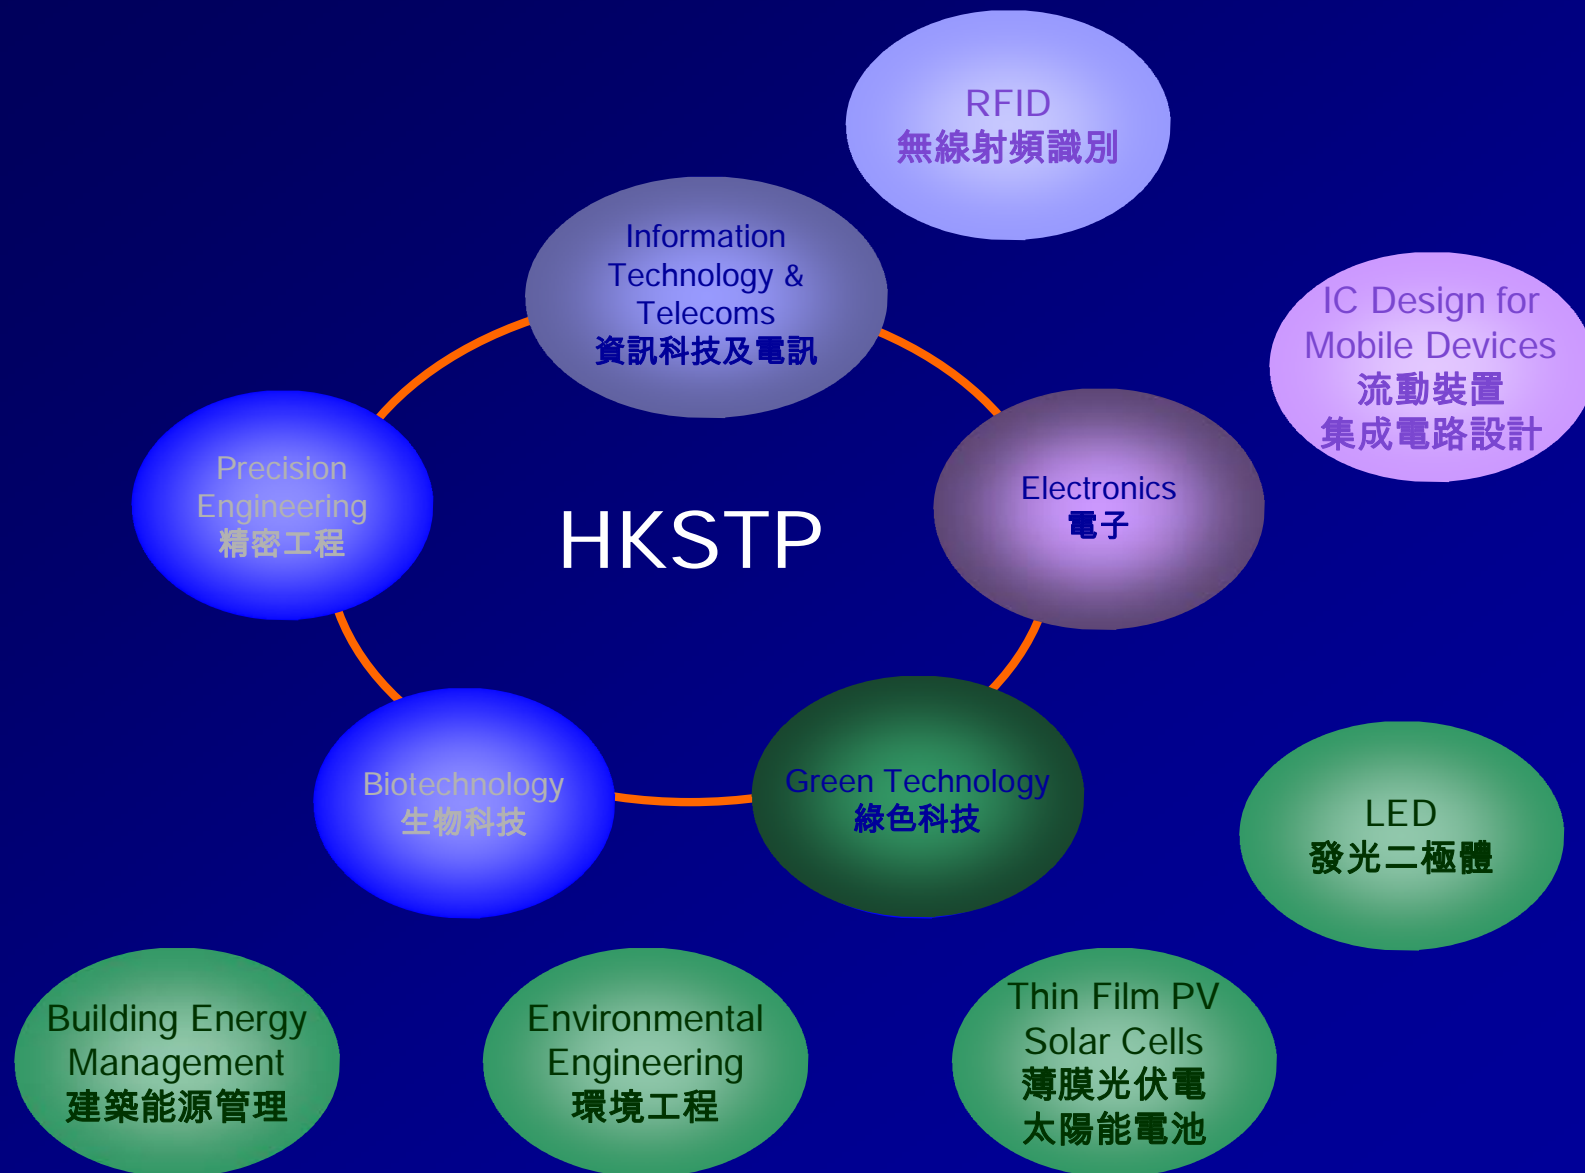 RFID
無線射頻識別
Information
Technology &
Telecoms
資訊科技及電訊
IC Design for
Mobile Devices
流動裝置
集成電路設計
Precision
Engineering
精密工程
HKSTP
Electronics
電子
Biotechnology
生物科技
Green Technology
綠色科技
LED
發光二極體
Building Energy
Management
建築能源管理
Environmental
Engineering
環境工程
Thin Film PV
Solar Cells
薄膜光伏電
太陽能電池